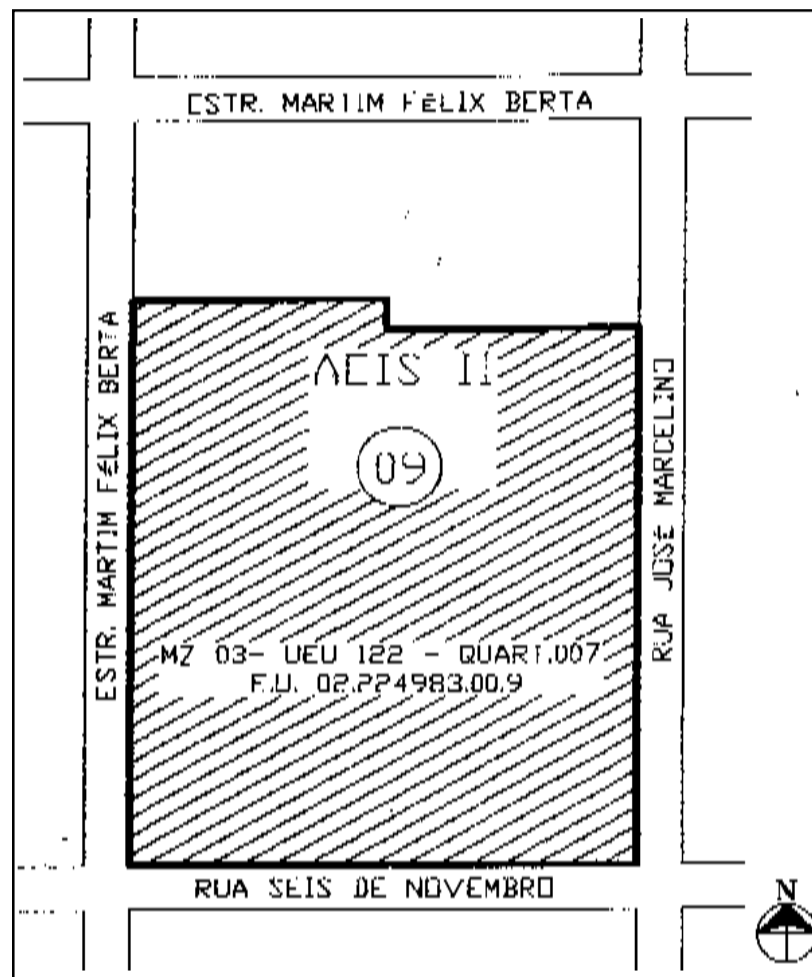 ESTR. MARTIM FÉLIX BERTA
ESTR. MARTIM FÉLIX BERTA
AEIS II
09
RUA JOSÉ MARCELINO
MZ 03- UEU 122 - QUART.007
F.U. 02.224983.00.9
RUA SEIS DE NOVEMBRO
N